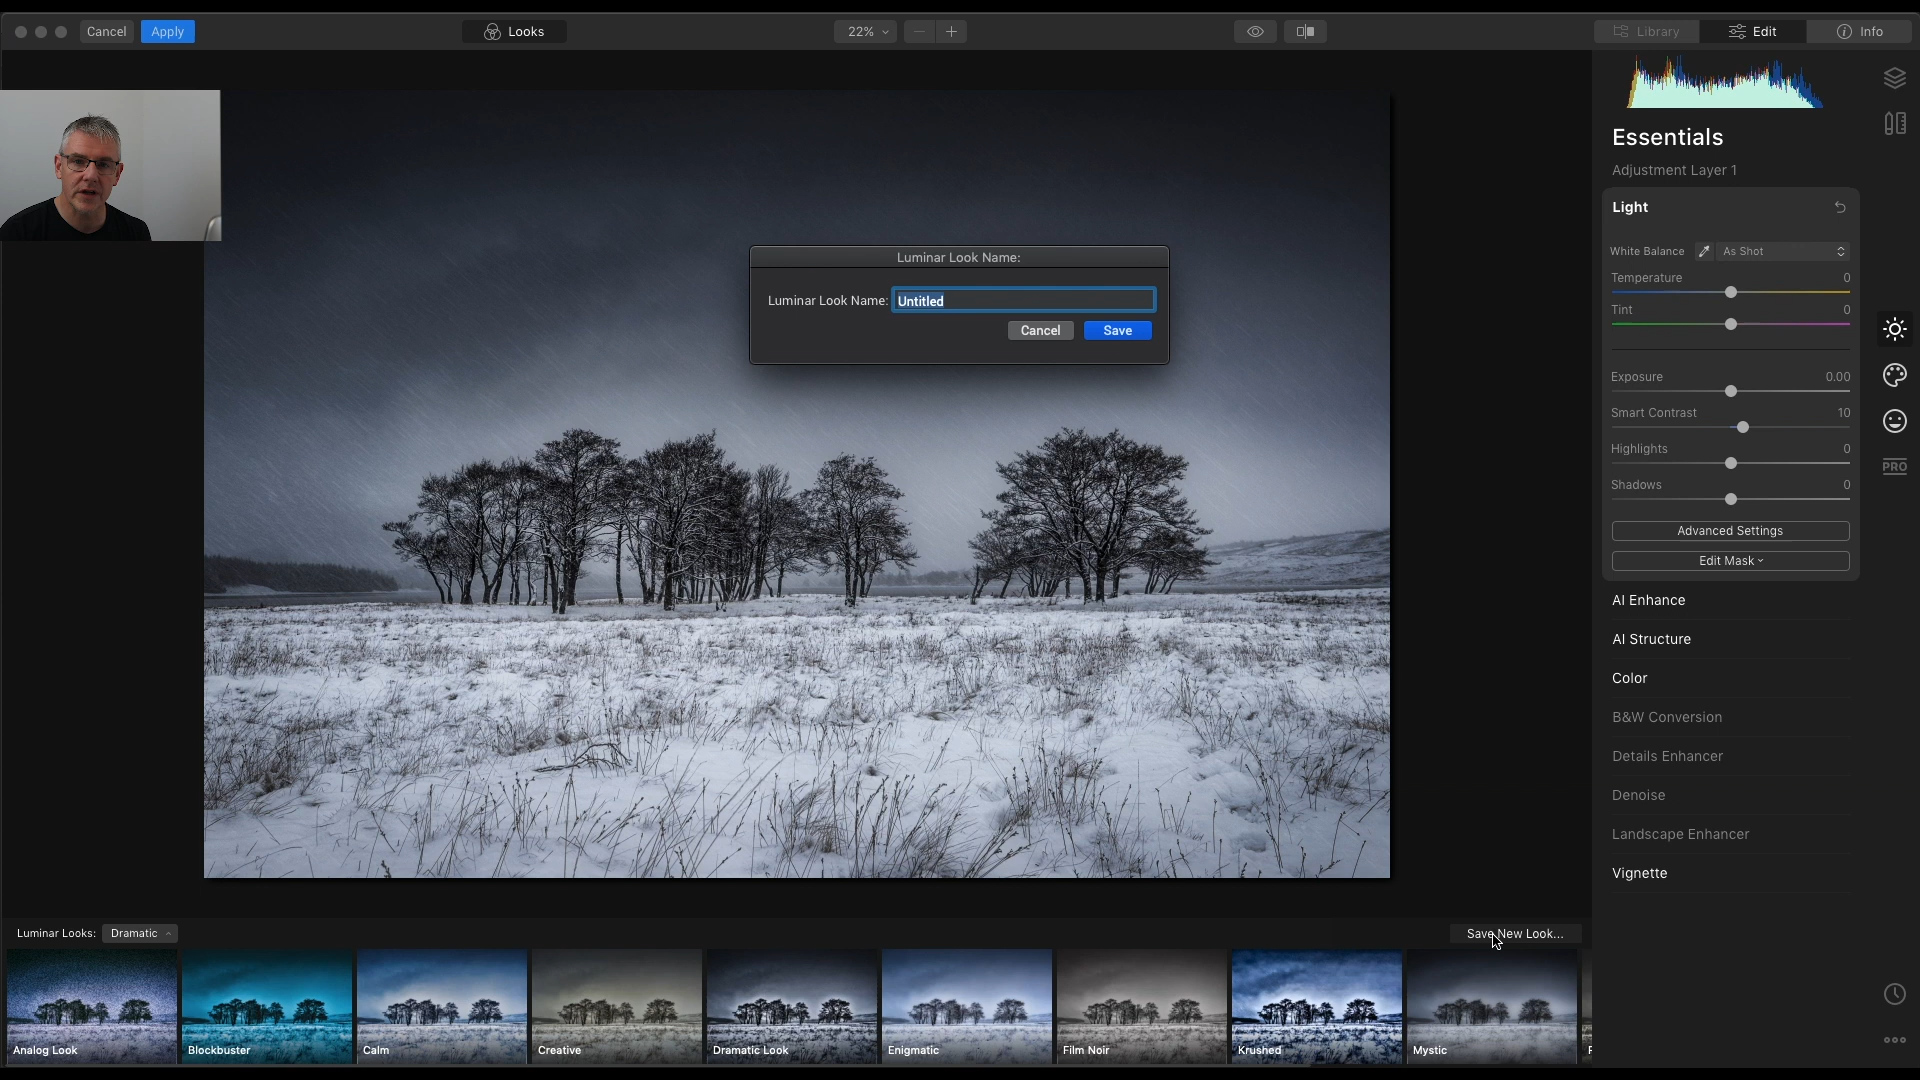 Cancel Apply Looks 22% Library Edit Info
Essentials
Adjustment Layer 1
Light
White Balance As Shot
Temperature 0
Tint 0
Exposure 0.00
Smart Contrast 10
Highlights 0
Shadows 0
Advanced Settings
Edit Mask
AI Enhance
AI Structure
Color
B&W Conversion
Details Enhancer
Denoise
Landscape Enhancer
Vignette
PRO
Luminar Look Name:
Luminar Look Name: Untitled
Cancel Save
Luminar Looks: Dramatic Save New Look...
Analog Look Blockbuster Calm Creative Dramatic Look Enigmatic Film Noir Krushed Mystic